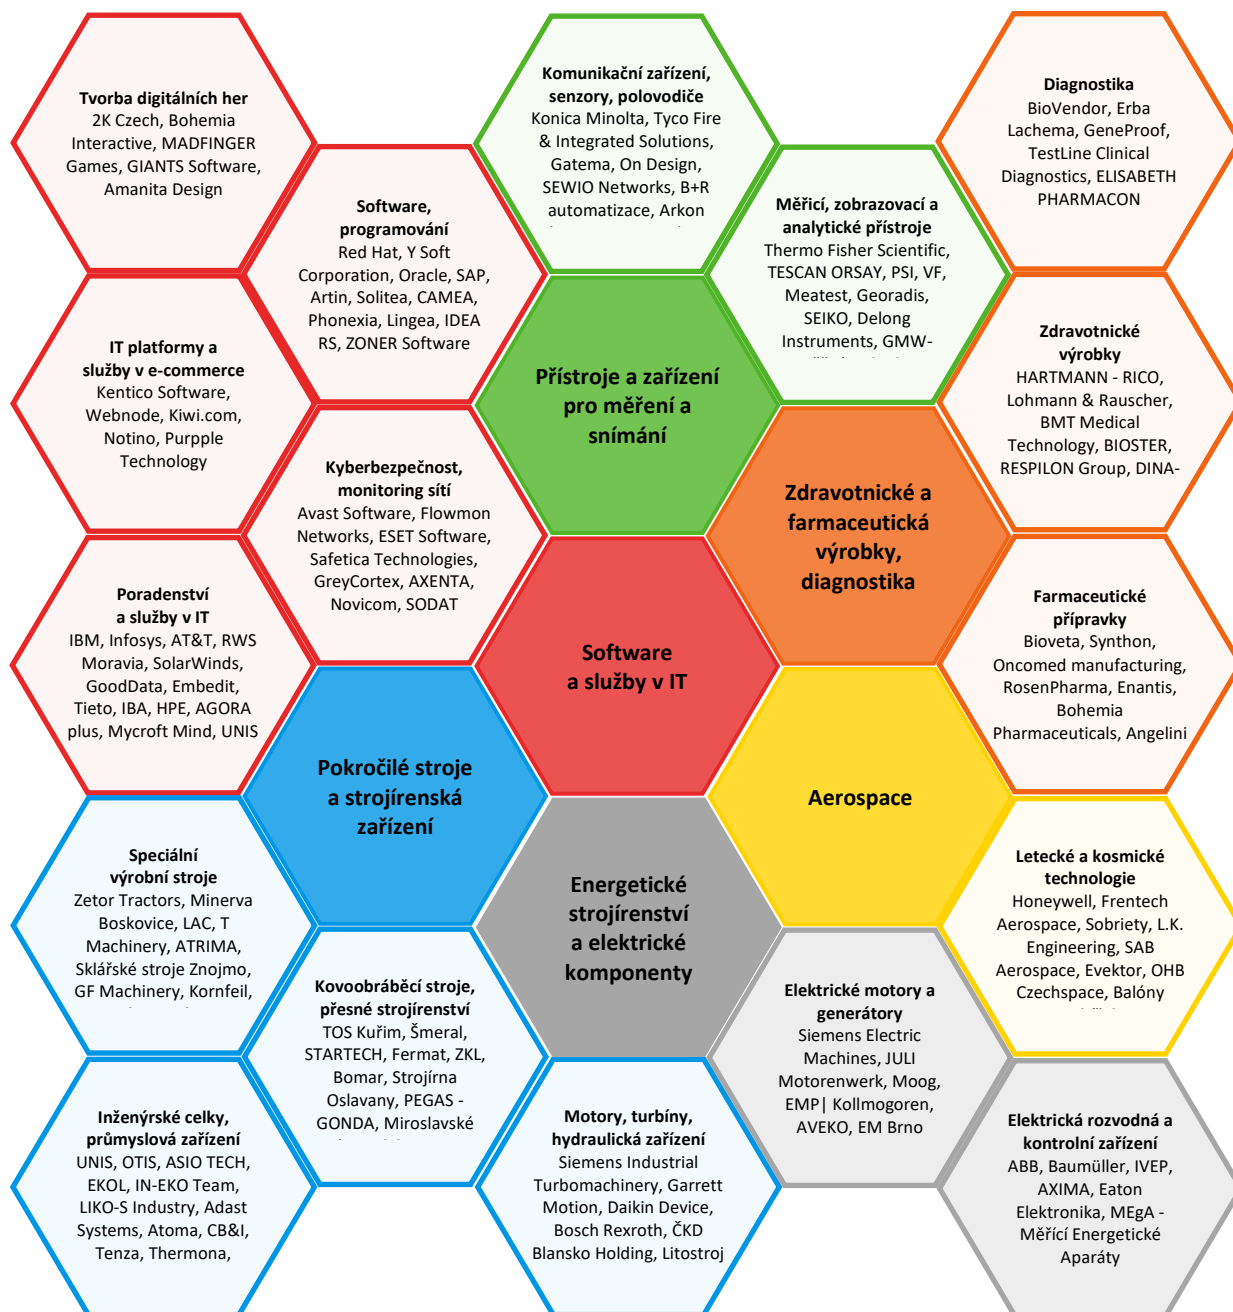 Tvorba digitálních her
2K Czech, Bohemia
Interactive, MADFINGER
Games, GIANTS Software,
Amanita Design
Komunikační zařízení,
senzory, polovodiče
Konica Minolta, Tyco Fire
& Integrated Solutions,
Gatema, On Design,
SEWIO Networks, B+R
automatizace, Arkon
Diagnostika
BioVendor, Erba
Lachema, GeneProof,
TestLine Clinical
Diagnostics, ELISABETH
PHARMACON
Software,
programování
Red Hat, Y Soft
Corporation, Oracle, SAP,
Artin, Solitea, CAMEA,
Phonexia, Lingea, IDEA
RS, ZONER Software
Měřicí, zobrazovací a
analytické přístroje
Thermo Fisher Scientific,
TESCAN ORSAY, PSI, VF,
Meatest, Georadis,
SEIKO, Delong
Instruments, GMW-
IT platformy a
služby v e-commerce
Kentico Software,
Webnode, Kiwi.com,
Notino, Purpple
Technology
Přístroje a zařízení
pro měření a
snímání
Zdravotnické
výrobky
HARTMANN - RICO,
Lohmann & Rauscher,
BMT Medical
Technology, BIOSTER,
RESPILON Group, DINA-
Kyberbezpečnost,
monitoring sítí
Avast Software, Flowmon
Networks, ESET Software,
Safetica Technologies,
GreyCortex, AXENTA,
Novicom, SODAT
Zdravotnické a
farmaceutická
výrobky,
diagnostika
Poradenství
a služby v IT
IBM, Infosys, AT&T, RWS
Moravia, SolarWinds,
GoodData, Embedit,
Tieto, IBA, HPE, AGORA
plus, Mycroft Mind, UNIS
Software
a služby v IT
Farmaceutické
přípravky
Bioveta, Synthon,
Oncomed manufacturing,
RosenPharma, Enantis,
Bohemia
Pharmaceuticals, Angelini
Pokročilé stroje
a strojírenská
zařízení
Aerospace
Speciální
výrobní stroje
Zetor Tractors, Minerva
Boskovice, LAC, T
Machinery, ATRIMA,
Sklářské stroje Znojmo,
GF Machinery, Kornfeil,
Energetické
strojírenství
a elektrické
komponenty
Letecké a kosmické
technologie
Honeywell, Frentech
Aerospace, Sobriety, L.K.
Engineering, SAB
Aerospace, Evektor, OHB
Czechspace, Balóny
Kovoobráběcí stroje,
přesné strojírenství
TOS Kuřim, Šmeral,
STARTECH, Fermat, ZKL,
Bomar, Strojírna
Oslavany, PEGAS -
GONDA, Miroslavské
Elektrické motory a
generátory
Siemens Electric
Machines, JULI
Motorenwerk, Moog,
EMP| Kollmogoren,
AVEKO, EM Brno
Inženýrské celky,
průmyslová zařízení
UNIS, OTIS, ASIO TECH,
EKOL, IN-EKO Team,
LIKO-S Industry, Adast
Systems, Atoma, CB&I,
Tenza, Thermona,
Motory, turbíny,
hydraulická zařízení
Siemens Industrial
Turbomachinery, Garrett
Motion, Daikin Device,
Bosch Rexroth, ČKD
Blansko Holding, Litostroj
Elektrická rozvodná a
kontrolní zařízení
ABB, Baumüller, IVEP,
AXIMA, Eaton
Elektronika, MEgA -
Měřící Energetické
Aparáty